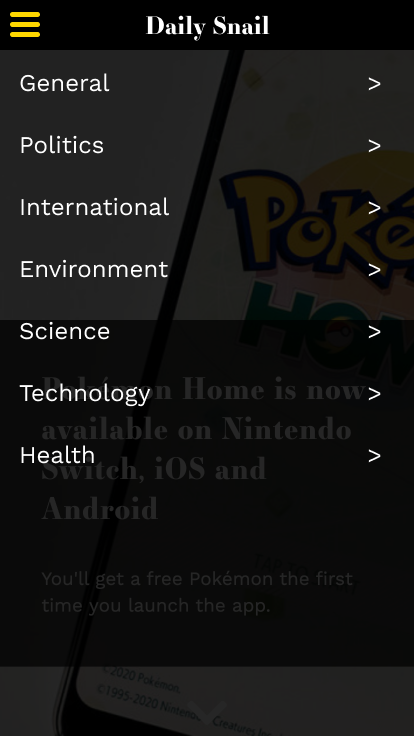 Daily Snail
General >
Politics >
International >
Environment >
Science >
Technology >
Health >
Poké
HOM
Pokémon Home is now
available on Nintendo
Switch, iOS and
Android
You'll get a free Pokémon the first
time you launch the app.
©2020 Pokémon.
©1995-2020 Nintendo Creatures Inc